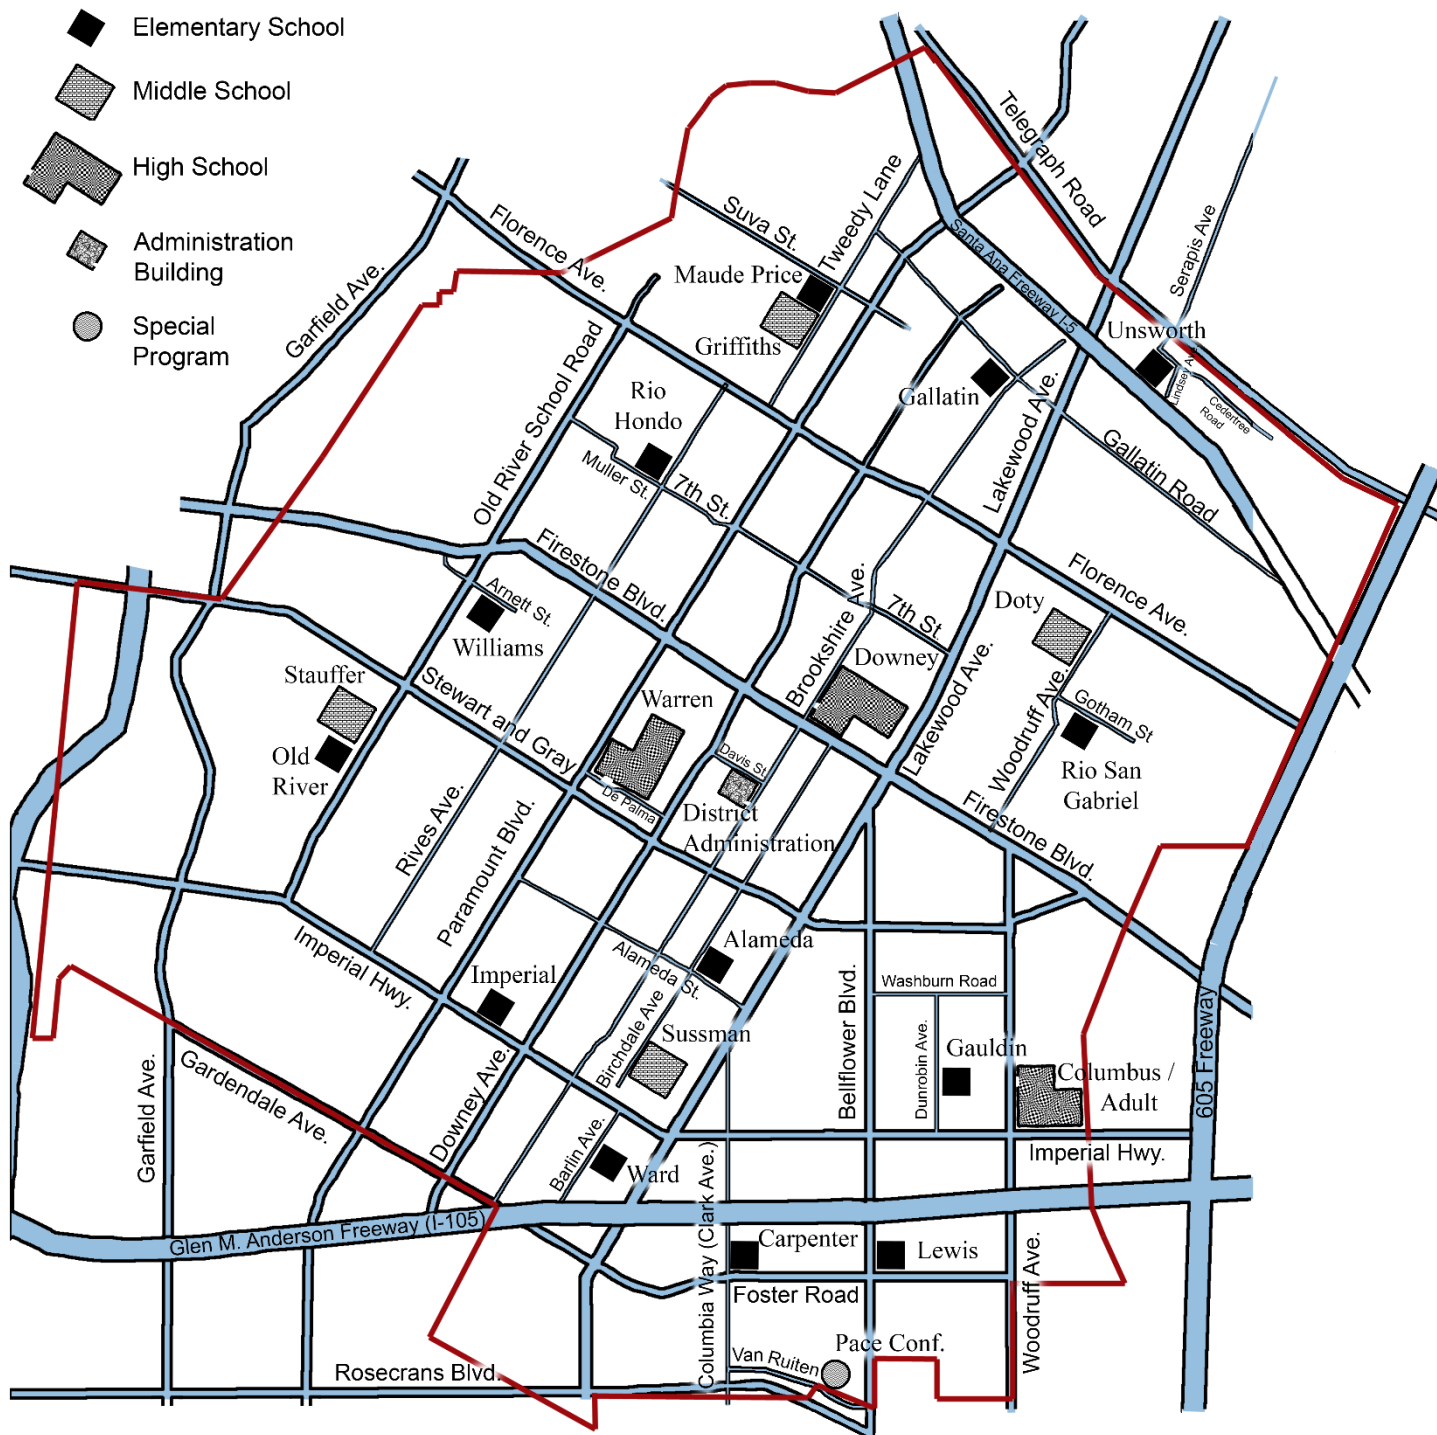 Elementary School
Middle School
High School
Administration
Building
Special
Program
Telegraph Road
Serapis Ave
Tweedy Lane
Suva St.
Florence Ave.
Garfield Ave.
Santa Ana Freeway I-5
Maude Price
Griffiths
Unsworth
Lindsey Ave
Cedertree
Road
Old River School Road
Rio
Hondo
Gallatin
Lakewood Ave.
Gallatin Road
Muller St.
7th St.
Firestone Blvd.
Florence Ave.
Arnett St.
Williams
Brookshire Ave.
7th St.
Doty
Downey
Lakewood Ave.
Woodruff Ave.
Gotham St
Stauffer
Stewart and Gray
Warren
Old
River
Davis St
De Palma
District
Administration
Rio San
Gabriel
Firestone Blvd.
Rives Ave.
Paramount Blvd.
Imperial Hwy.
Imperial
Alameda
Alameda St.
Bellflower Blvd.
Washburn Road
Birchdale Ave
Sussman
Dunrobin Ave.
Gauldin
Columbus /
Adult
605 Freeway
Gardendale Ave.
Garfield Ave.
Downey Ave.
Barlin Ave.
Ward
Imperial Hwy.
Glen M. Anderson Freeway (I-105)
Columbia Way (Clark Ave.)
Carpenter
Lewis
Foster Road
Woodruff Ave.
Pace Conf.
Van Ruiten
Rosecrans Blvd.